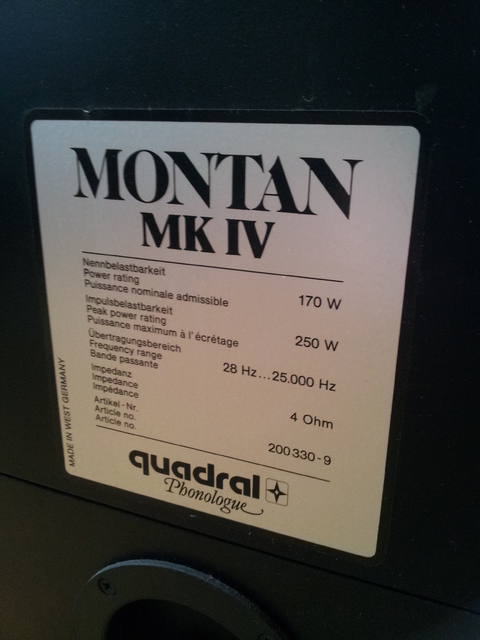 MONTAN
MK IV
Nennbelastbarkeit
Power rating
Puissance nominale admissible 170 W
Impulsbelastbarkeit
Peak power rating
Puissance maximum à l'écrétage 250 W
Übertragungsbereich
Frequency range
Bande passante 28 Hz...25.000 Hz
Impedanz
Impedance
Impédance 4 Ohm
Artikel-Nr.
Article no.
Article no. 200330-9
quadral
Phonologue
MADE IN WEST GERMANY